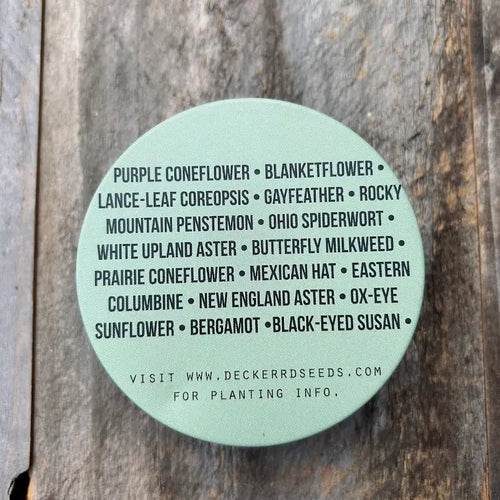 PURPLE CONEFLOWER • BLANKETFLOWER •
LANCE-LEAF COREOPSIS • GAYFEATHER • ROCKY
MOUNTAIN PENSTEMON • OHIO SPIDERWORT •
WHITE UPLAND ASTER • BUTTERFLY MILKWEED •
PRAIRIE CONEFLOWER • MEXICAN HAT • EASTERN
COLUMBINE • NEW ENGLAND ASTER • OX-EYE
SUNFLOWER • BERGAMOT •BLACK-EYED SUSAN •
VISIT WWW.DECKERRDSEEDS.COM
FOR PLANTING INFO.